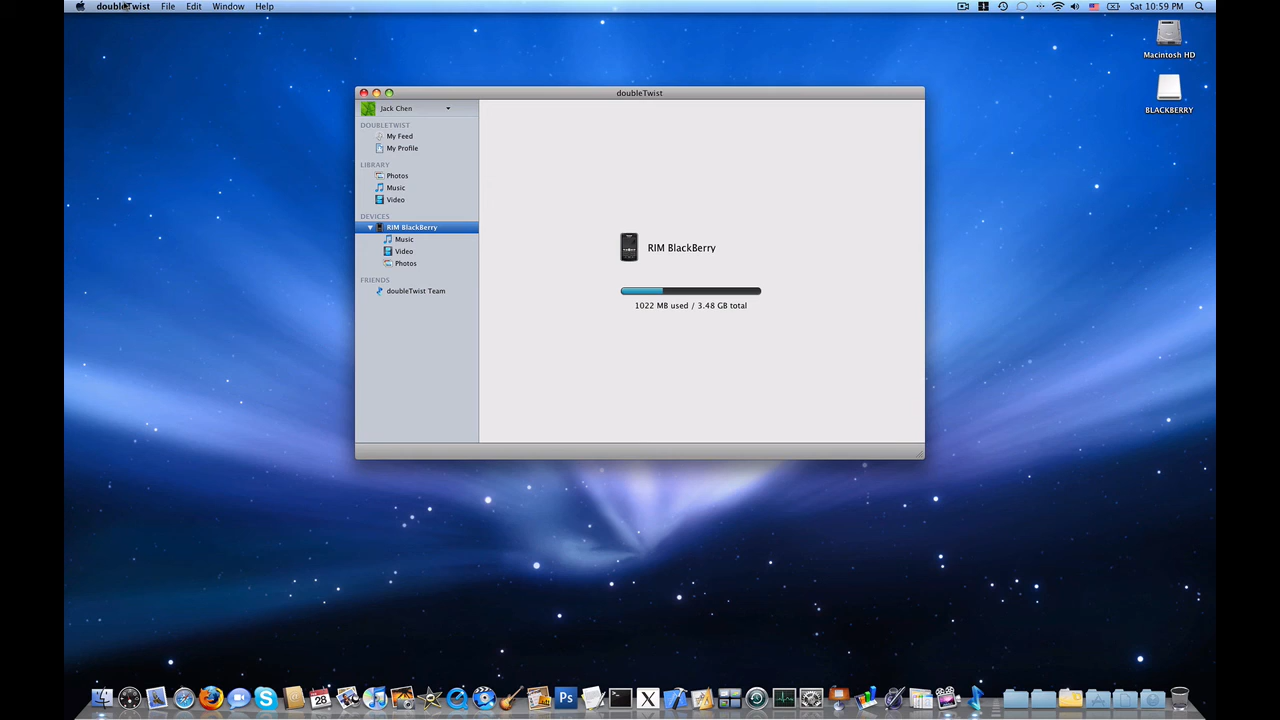 doubleTwist File Edit Window Help Sat 10:59 PM
Macintosh HD
BLACKBERRY
doubleTwist
Jack Chen
DOUBLETWIST
My Feed
My Profile
LIBRARY
Photos
Music
Video
DEVICES
RIM BlackBerry
Music
Video
Photos
FRIENDS
doubleTwist Team
RIM BlackBerry
1022 MB used / 3.48 GB total
28
Ps